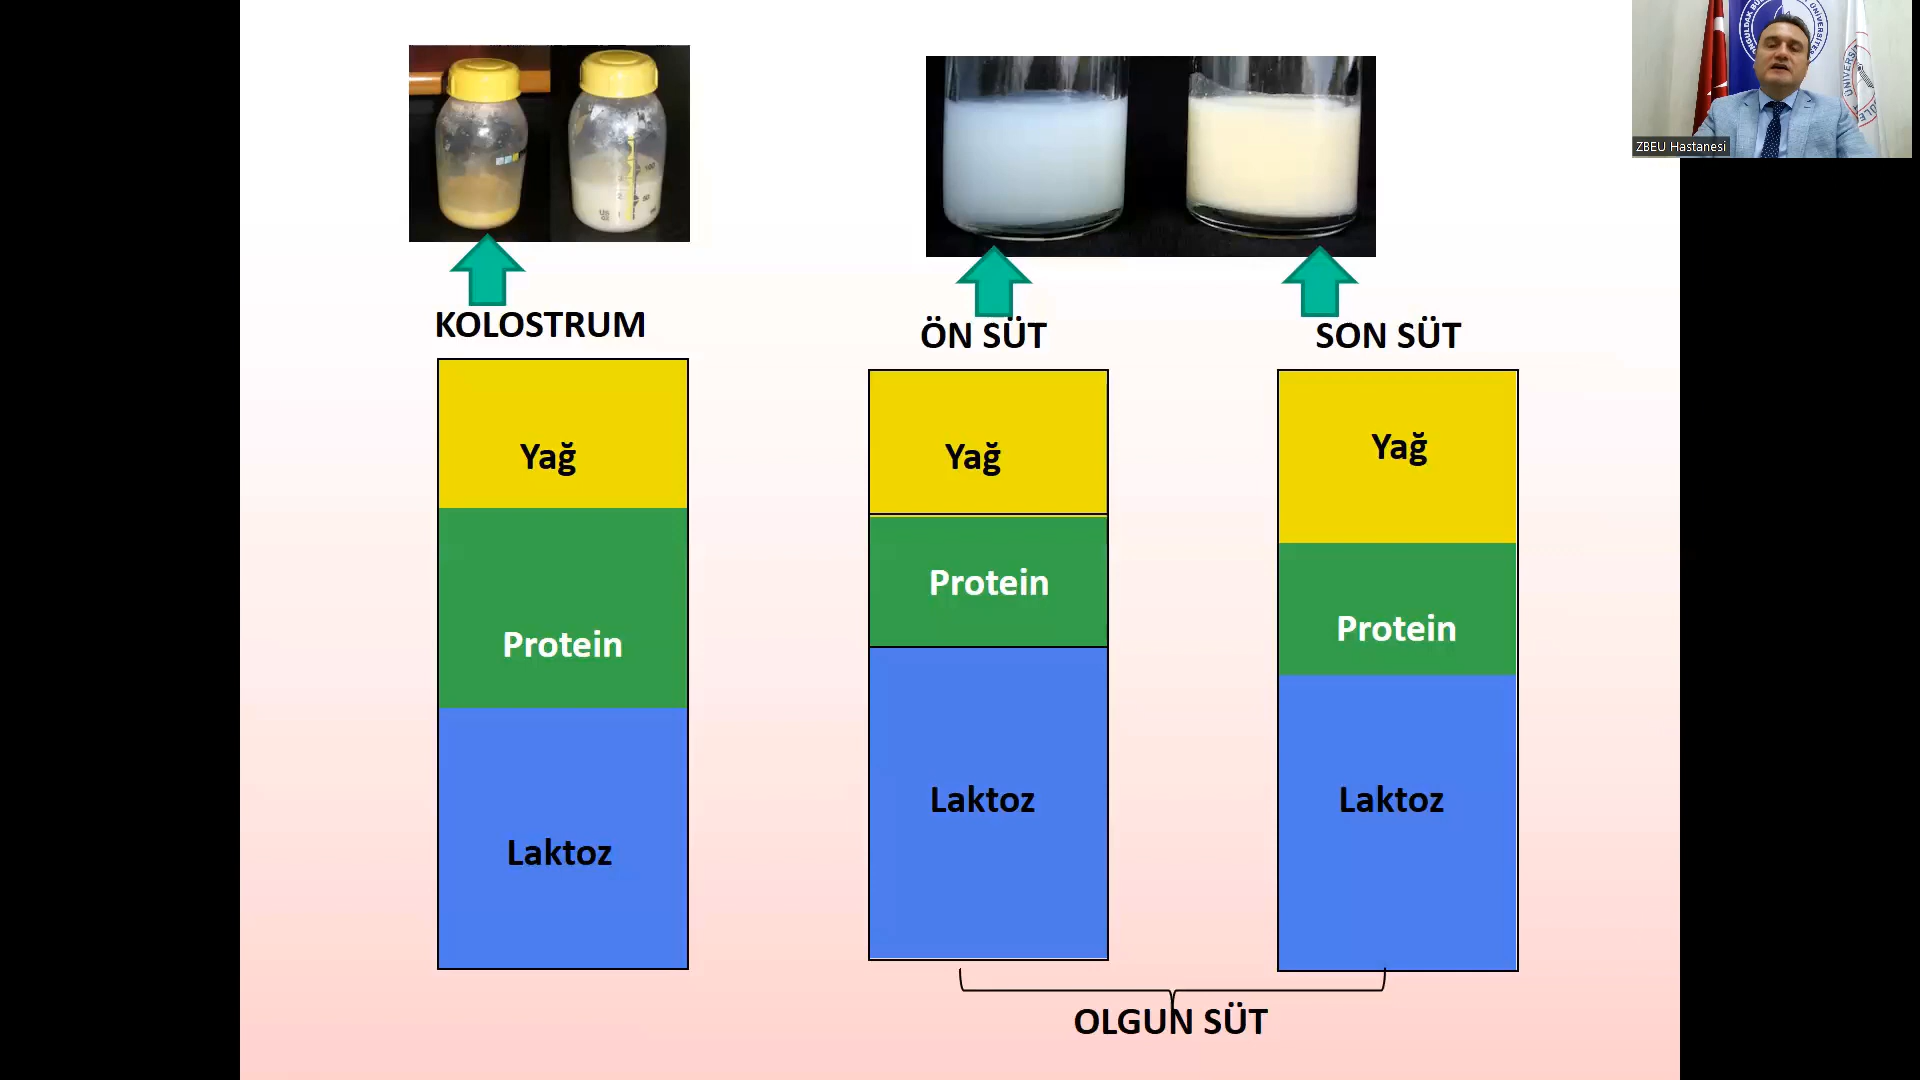 KOLOSTRUM
Yağ
Protein
Laktoz
ÖN SÜT
Yağ
Protein
Laktoz
SON SÜT
Yağ
Protein
Laktoz
OLGUN SÜT
ZBEU Hastanesi